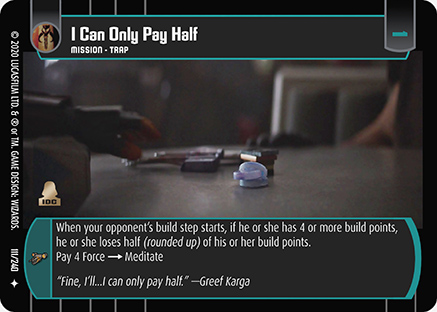 I Can Only Pay Half
MISSION - TRAP
–
© 2020 LUCASFILM LTD. & ® or TM. GAME DESIGN: WIZARDS.
111/240
IDC
When your opponent's build step starts, if he or she has 4 or more build points,
he or she loses half (rounded up) of his or her build points.
Pay 4 Force → Meditate
"Fine, I'll...I can only pay half." —Greef Karga